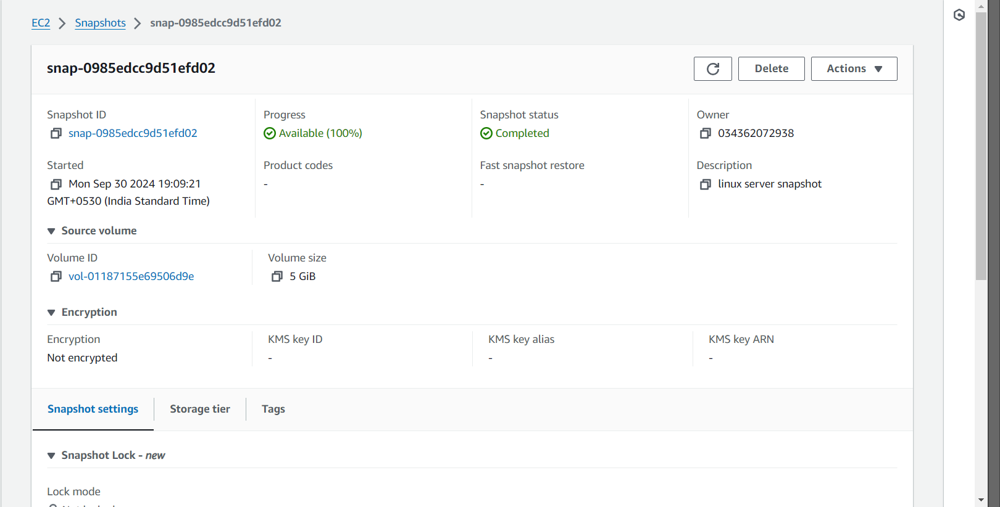 EC2 Snapshots snap-0985edcc9d51efd02
snap-0985edcc9d51efd02
Delete
Actions
Snapshot ID
snap-0985edcc9d51efd02
Progress
Available (100%)
Snapshot status
Completed
Owner
034362072938
Started
Mon Sep 30 2024 19:09:21
GMT+0530 (India Standard Time)
Product codes
-
Fast snapshot restore
-
Description
linux server snapshot
Source volume
Volume ID
vol-01187155e69506d9e
Volume size
5 GiB
Encryption
Encryption
Not encrypted
KMS key ID
-
KMS key alias
-
KMS key ARN
-
Snapshot settings
Storage tier
Tags
Snapshot Lock - new
Lock mode